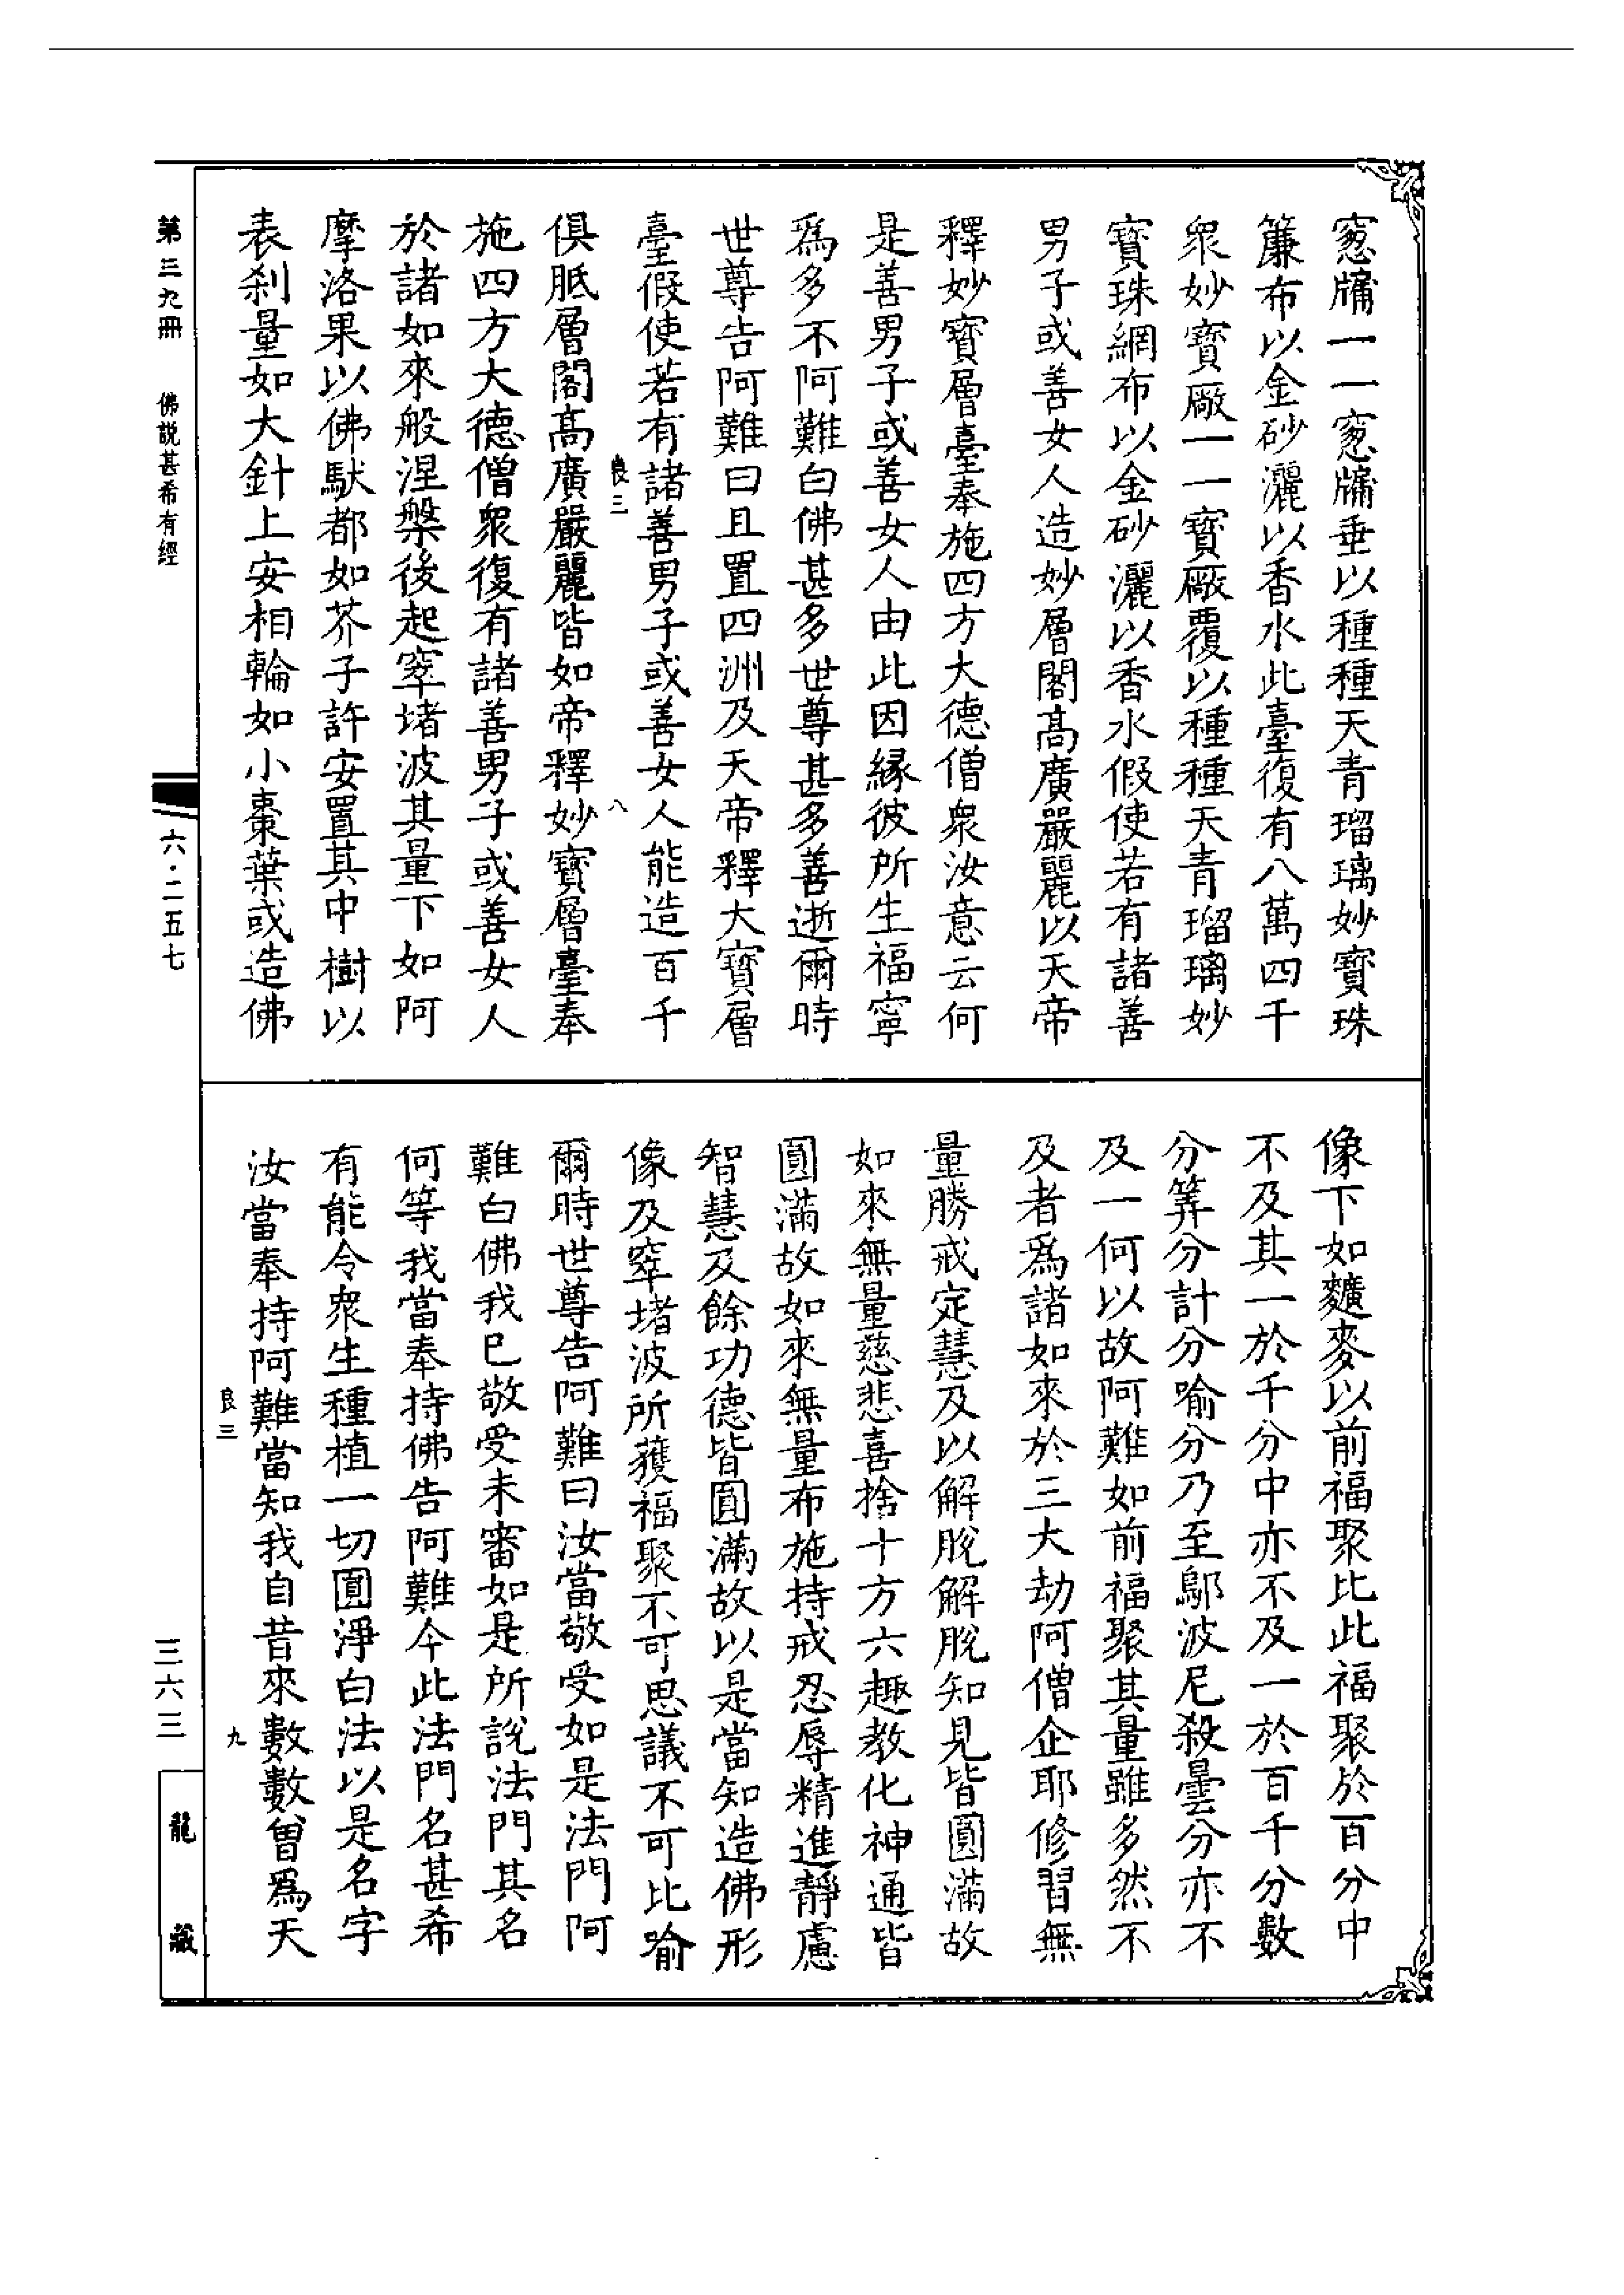 窻牖一一窻牖垂以種種天青瑠璃妙寶珠
簾布以金砂灑以香水此臺復有八萬四千
衆妙寶廠一一寶廠覆以種種天青瑠璃妙
寶珠網布以金砂灑以香水假使若有諸善
男子或善女人造妙層閣高廣嚴麗以天帝
釋妙寶層臺奉施四方大德僧衆汝意云何
是善男子或善女人由此因緣彼所生福寧
爲多不阿難白佛甚多世尊甚多善逝爾時
世尊告阿難曰且置四洲及天帝釋大寶層
臺假使若有諸善男子或善女人能造百千
良三
八
俱胝層閣高廣嚴麗皆如帝釋妙寶層臺奉
施四方大德僧衆復有諸善男子或善女人
於諸如來般涅槃後起窣堵波其量下如阿
摩洛果以佛馱都如芥子許安置其中樹以
表刹量如大針上安相輪如小棗葉或造佛
像下如麷麥以前福聚比此福聚於百分中
不及其一於千分中亦不及一於百千分分數
分筭分計分喻分乃至鄔波尼殺曇分亦不
及一何以故阿難如前福聚其量雖多然不
及者爲諸如來於三大劫阿僧企耶修習無
量勝戒定慧及以解脫解脫知見皆圓滿故
如來無量慈悲喜捨十方六趣教化神通皆
圓滿故如來無量布施持戒忍辱精進靜慮
智慧及餘功德皆圓滿故以是當知造佛形
像及窣堵波所獲福聚不可思議不可比喻
爾時世尊告阿難曰汝當敬受如是法門阿
難白佛我已敬受未審如是所說法門其名
何等我當奉持佛告阿難今此法門名甚希
有能令衆生種植一切圓淨白法以是名字
汝當奉持阿難當知我自昔來數數曾爲天
良三
九
第三九冊
佛說甚希有經
六·二五七
三六三
龍藏